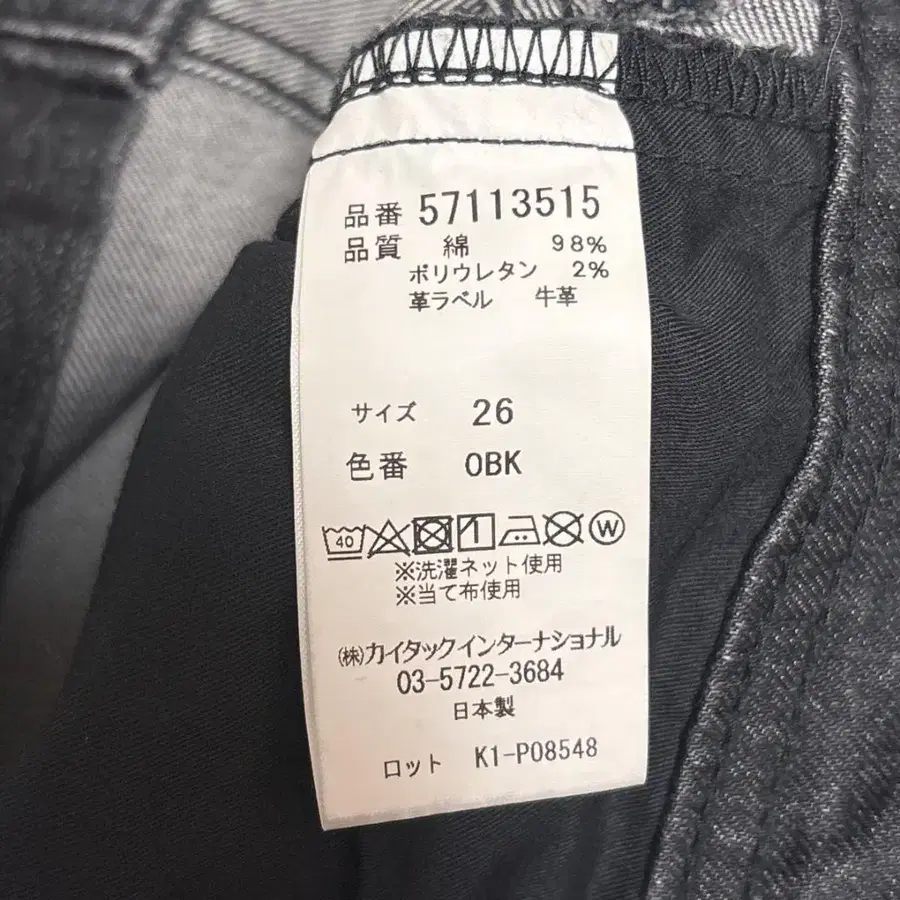 品番 57113515
品質 綿 98%
ポリウレタン 2%
革ラベル 牛革
サイズ 26
色番 0BK
40 W
※洗濯ネット使用
※当て布使用
(株)カイタックインターナショナル
03-5722-3684
日本製
ロット K1-P08548